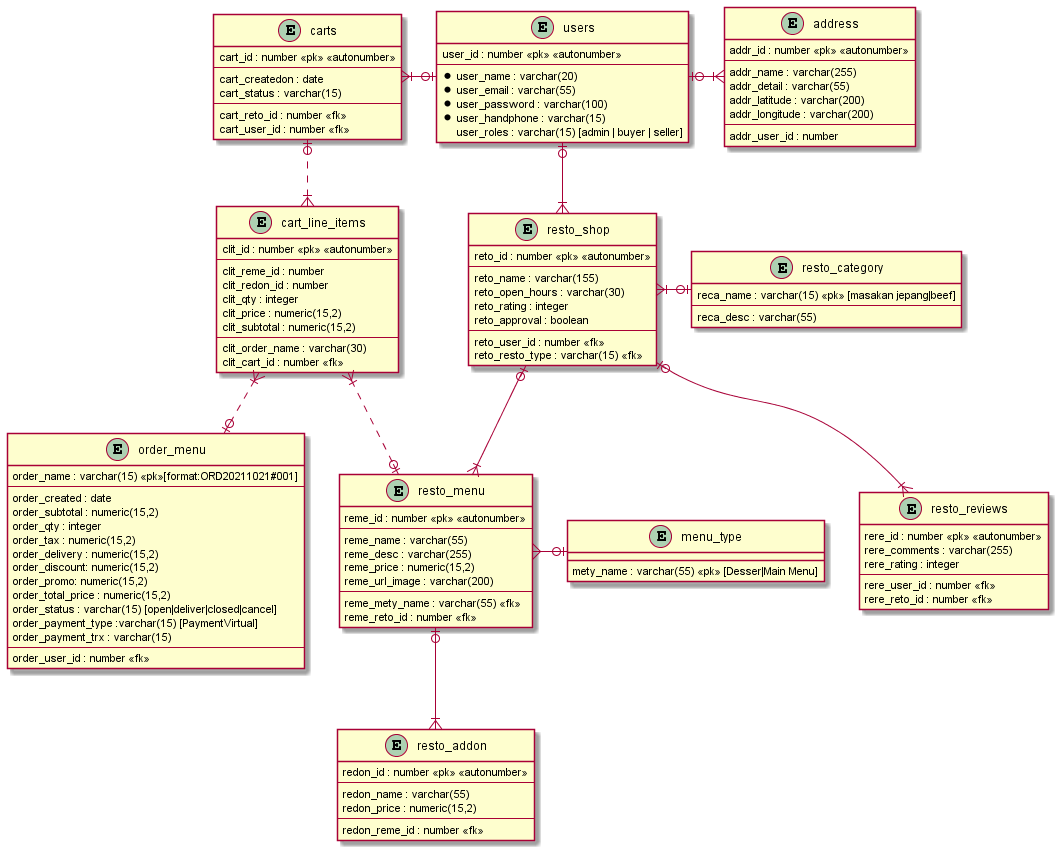 E carts
cart_id : number «pk» «autonumber»
cart_createdon : date
cart_status : varchar(15)
cart_reto_id : number «fk»
cart_user_id : number «fk»
E users
user_id : number «pk» «autonumber»
user_name : varchar(20)
user_email : varchar(55)
user_password : varchar(100)
user_handphone : varchar(15)
user_roles : varchar(15) [admin | buyer | seller]
E address
addr_id : number «pk» «autonumber»
addr_name : varchar(255)
addr_detail : varchar(55)
addr_latitude : varchar(200)
addr_longitude : varchar(200)
addr_user_id : number
E cart_line_items
clit_id : number «pk» «autonumber»
clit_reme_id : number
clit_redon_id : number
clit_qty : integer
clit_price : numeric(15,2)
clit_subtotal : numeric(15,2)
clit_order_name : varchar(30)
clit_cart_id : number «fk»
E resto_shop
reto_id : number «pk» «autonumber»
reto_name : varchar(155)
reto_open_hours : varchar(30)
reto_rating : integer
reto_approval : boolean
reto_user_id : number «fk»
reto_resto_type : varchar(15) «fk»
E resto_category
reca_name : varchar(15) «pk» [masakan jepang|beef]
reca_desc : varchar(55)
E order_menu
order_name : varchar(15) «pk»[format:ORD20211021#001]
order_created : date
order_subtotal : numeric(15,2)
order_qty : integer
order_tax : numeric(15,2)
order_delivery : numeric(15,2)
order_discount: numeric(15,2)
order_promo: numeric(15,2)
order_total_price : numeric(15,2)
order_status : varchar(15) [open|deliver|closed|cancel]
order_payment_type :varchar(15) [PaymentVirtual]
order_payment_trx : varchar(15)
order_user_id : number «fk»
E resto_menu
reme_id : number «pk» «autonumber»
reme_name : varchar(55)
reme_desc : varchar(255)
reme_price : numeric(15,2)
reme_url_image : varchar(200)
reme_mety_name : varchar(55) «fk»
reme_reto_id : number «fk»
E menu_type
mety_name : varchar(55) «pk» [Desser|Main Menu]
E resto_reviews
rere_id : number «pk» «autonumber»
rere_comments : varchar(255)
rere_rating : integer
rere_user_id : number «fk»
rere_reto_id : number «fk»
E resto_addon
redon_id : number «pk» «autonumber»
redon_name : varchar(55)
redon_price : numeric(15,2)
redon_reme_id : number «fk»